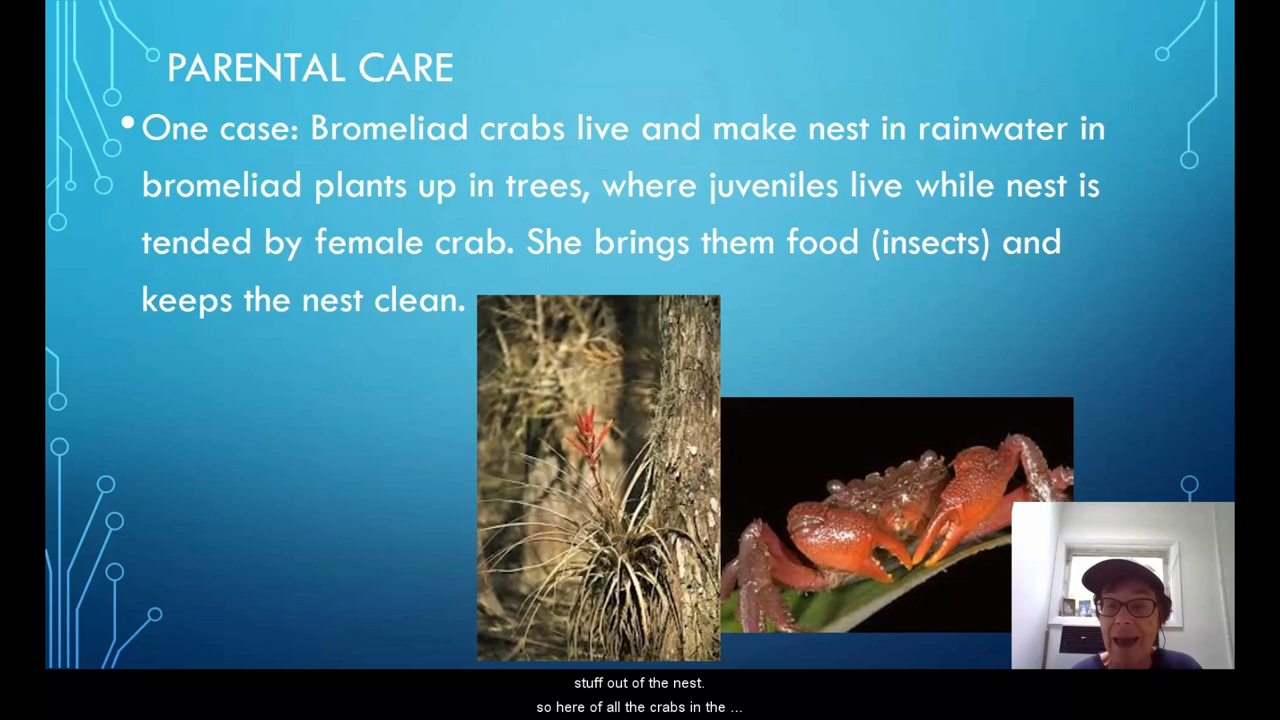 PARENTAL CARE
• One case: Bromeliad crabs live and make nest in rainwater in
bromeliad plants up in trees, where juveniles live while nest is
tended by female crab. She brings them food (insects) and
keeps the nest clean.
stuff out of the nest.
so here of all the crabs in the ...